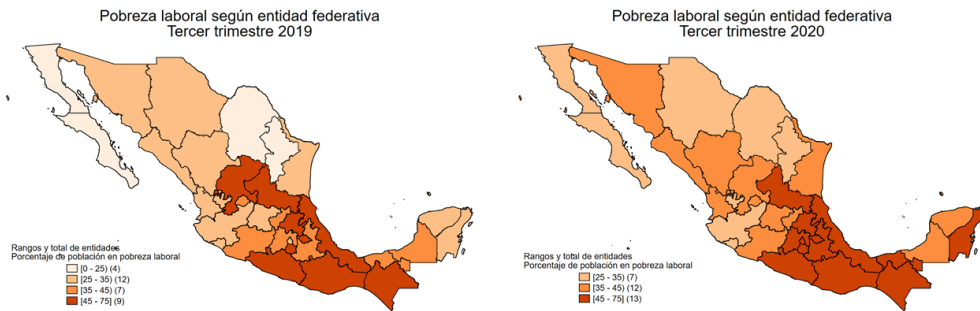 Pobreza laboral según entidad federativa
Tercer trimestre 2019
Rangos y total de entidades
Porcentaje de población en pobreza laboral
[0 - 25) (4)
[25 - 35) (12)
[35 - 45) (7)
[45 - 75] (9)
Pobreza laboral según entidad federativa
Tercer trimestre 2020
Rangos y total de entidades
Porcentaje de población en pobreza laboral
[25 - 35) (7)
[35 - 45) (12)
[45 - 75] (13)